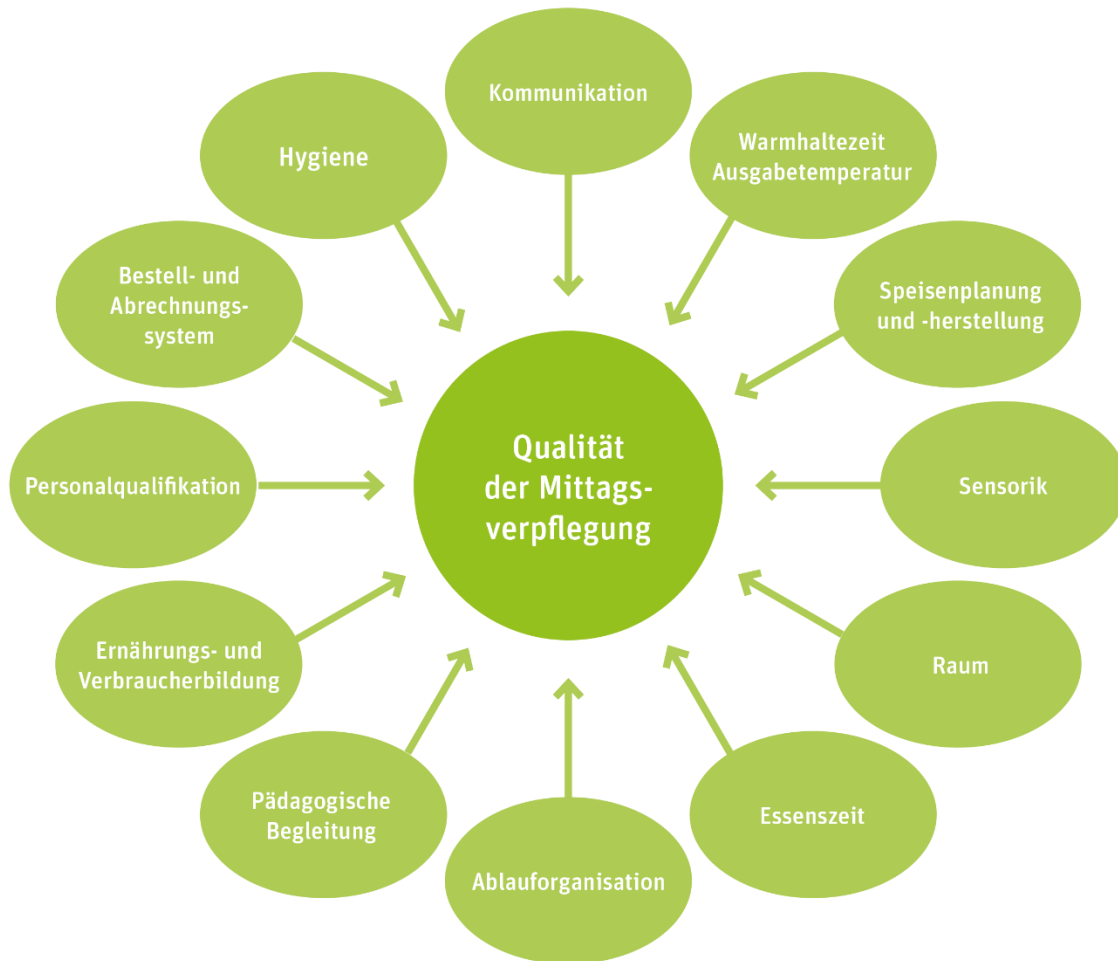 Kommunikation
Warmhaltezeit
Ausgabetemperatur
Speisenplanung
und -herstellung
Sensorik
Raum
Essenszeit
Ablauforganisation
Pädagogische
Begleitung
Ernährungs- und
Verbraucherbildung
Personalqualifikation
Bestell- und
Abrechnungs-
system
Hygiene
Qualität
der Mittags-
verpflegung